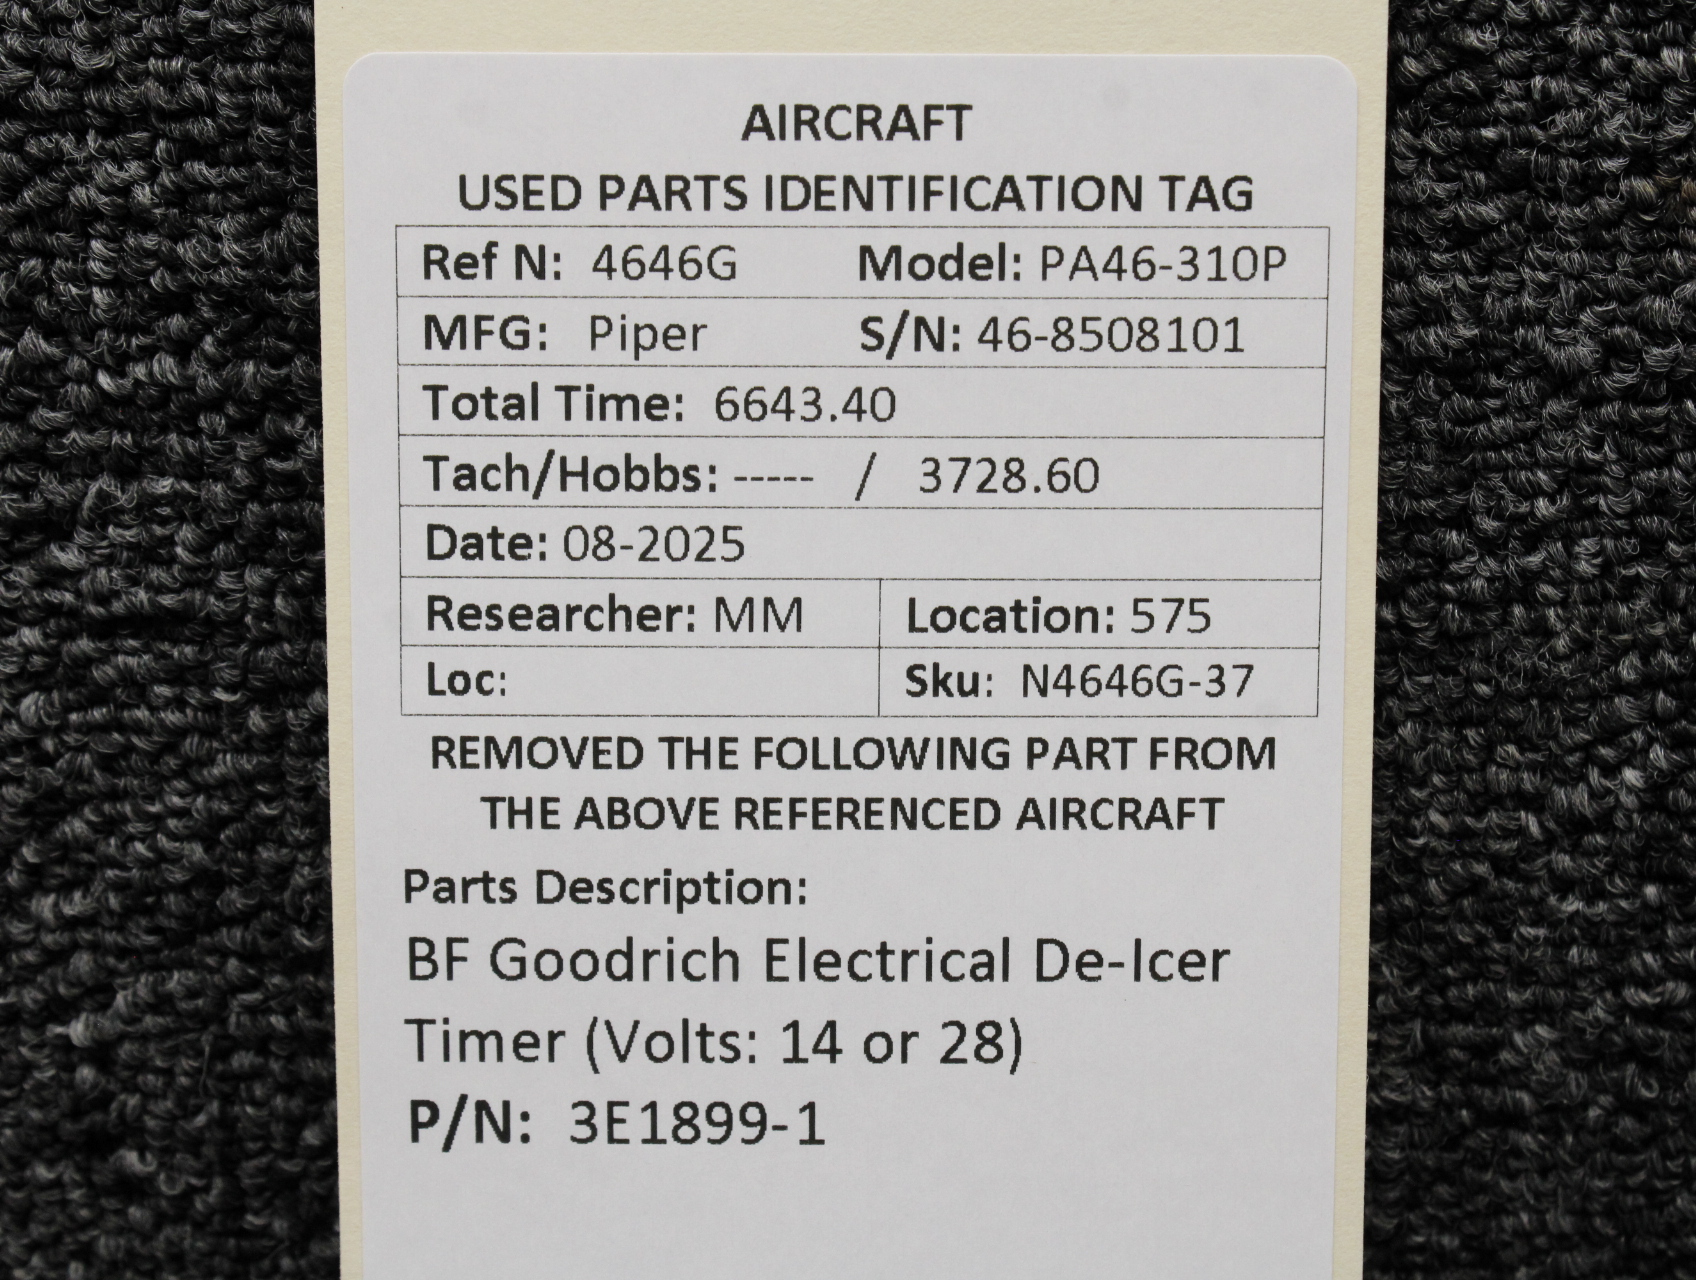 AIRCRAFT
USED PARTS IDENTIFICATION TAG
Ref N: 4646G Model: PA46-310P
MFG: Piper S/N: 46-8508101
Total Time: 6643.40
Tach/Hobbs: ----- / 3728.60
Date: 08-2025
Researcher: MM Location: 575
Loc: Sku: N4646G-37
REMOVED THE FOLLOWING PART FROM
THE ABOVE REFERENCED AIRCRAFT
Parts Description:
BF Goodrich Electrical De-Icer
Timer (Volts: 14 or 28)
P/N: 3E1899-1